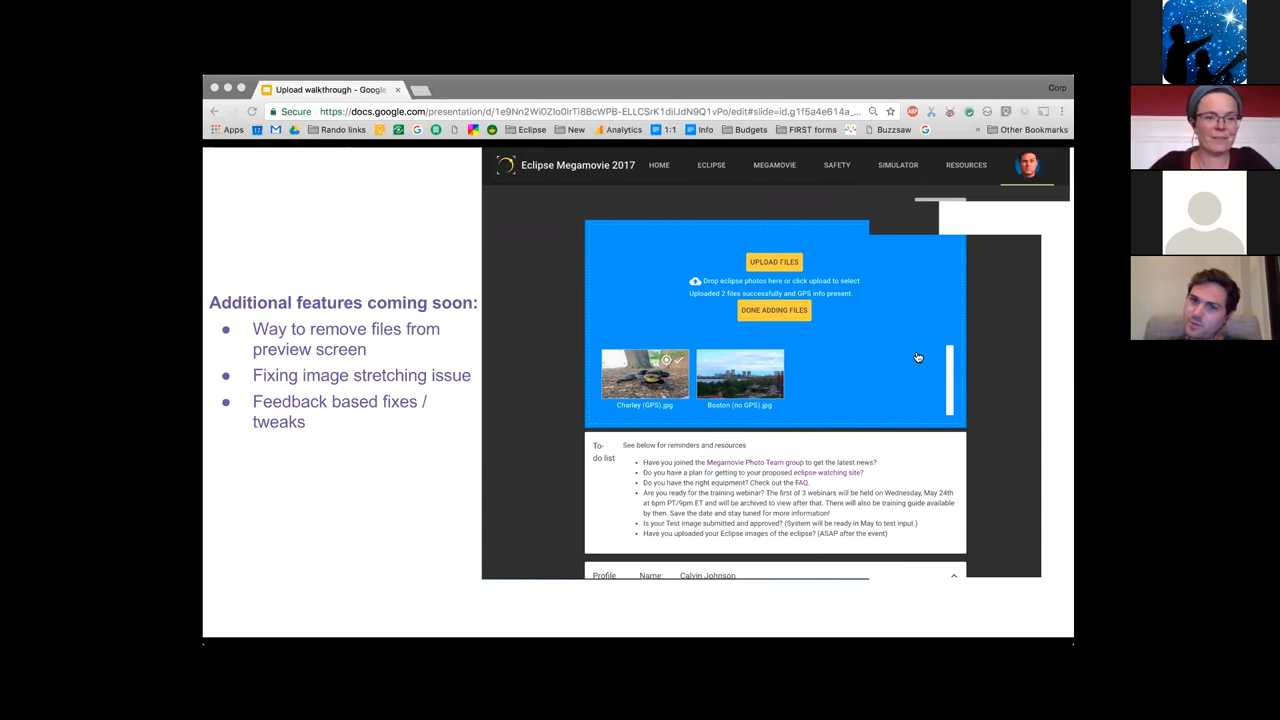 Upload walkthrough - Google
Gorp
Secure
https://docs.google.com/presentation/d/1e9Nn2Wi0ZIo0lrTi8BcWPB-ELLCSrK1diIJdN9Q1vPo/edit#slide=id.g1f5a4e614a_...
Apps
Rando links
Eclipse
New
Analytics
1:1
Info
Budgets
FIRST forms
Buzzsaw
» Other Bookmarks
Eclipse Megamovie 2017
HOME
ECLIPSE
MEGAMOVIE
SAFETY
SIMULATOR
RESOURCES
Additional features coming soon:
● Way to remove files from
preview screen
● Fixing image stretching issue
● Feedback based fixes /
tweaks
UPLOAD FILES
Drop eclipse photos here or click upload to select
Uploaded 2 files successfully and GPS info present.
DONE ADDING FILES
Charley (GPS).jpg
Boston (no GPS).jpg
To-
do list
See below for reminders and resources
• Have you joined the Megamovie Photo Team group to get the latest news?
• Do you have a plan for getting to your proposed eclipse-watching site?
• Do you have the right equipment? Check out the FAQ.
• Are you ready for the training webinar? The first of 3 webinars will be held on Wednesday, May 24th
at 6pm PT/9pm ET and will be archived to view after that. There will also be training guide available
by then. Save the date and stay tuned for more information!
• Is your Test image submitted and approved? (System will be ready in May to test input.)
• Have you uploaded your Eclipse images of the eclipse? (ASAP after the event)
Profile
Name:
Calvin Johnson